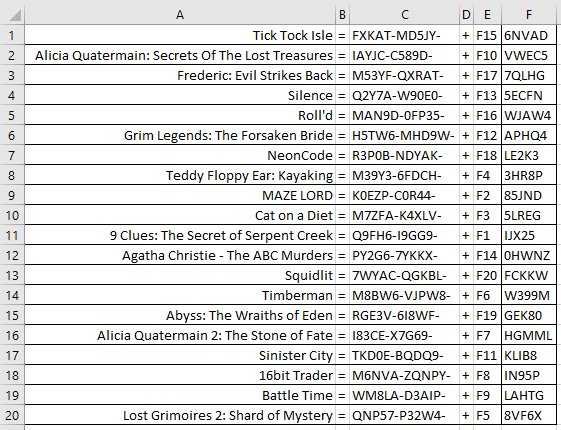 A B C D E F
1 Tick Tock Isle = FXKAT-MD5JY- + F15 6NVAD
2 Alicia Quatermain: Secrets Of The Lost Treasures = IAYJC-C589D- + F10 VWEC5
3 Frederic: Evil Strikes Back = M53YF-QXRAT- + F17 7QLHG
4 Silence = Q2Y7A-W90E0- + F13 5ECFN
5 Roll'd = MAN9D-0FP35- + F16 WJAW4
6 Grim Legends: The Forsaken Bride = H5TW6-MHD9W- + F12 APHQ4
7 NeonCode = R3P0B-NDYAK- + F18 LE2K3
8 Teddy Floppy Ear: Kayaking = M39Y3-6FDCH- + F4 3HR8P
9 MAZE LORD = K0EZP-C0R44- + F2 85JND
10 Cat on a Diet = M7ZFA-K4XLV- + F3 5LREG
11 9 Clues: The Secret of Serpent Creek = Q9FH6-I9GG9- + F1 IJX25
12 Agatha Christie - The ABC Murders = PY2G6-7YKKX- + F14 0HWNZ
13 Squidlit = 7WYAC-QGKBL- + F20 FCKKW
14 Timberman = M8BW6-VJPW8- + F6 W399M
15 Abyss: The Wraiths of Eden = RGE3V-6I8WF- + F19 GEK80
16 Alicia Quatermain 2: The Stone of Fate = I83CE-X7G69- + F7 HGMML
17 Sinister City = TKD0E-BQDQ9- + F11 KLIB8
18 16bit Trader = M6NVA-ZQNPY- + F8 IN95P
19 Battle Time = WM8LA-D3AIP- + F9 LAHTG
20 Lost Grimoires 2: Shard of Mystery = QNP57-P32W4- + F5 8VF6X